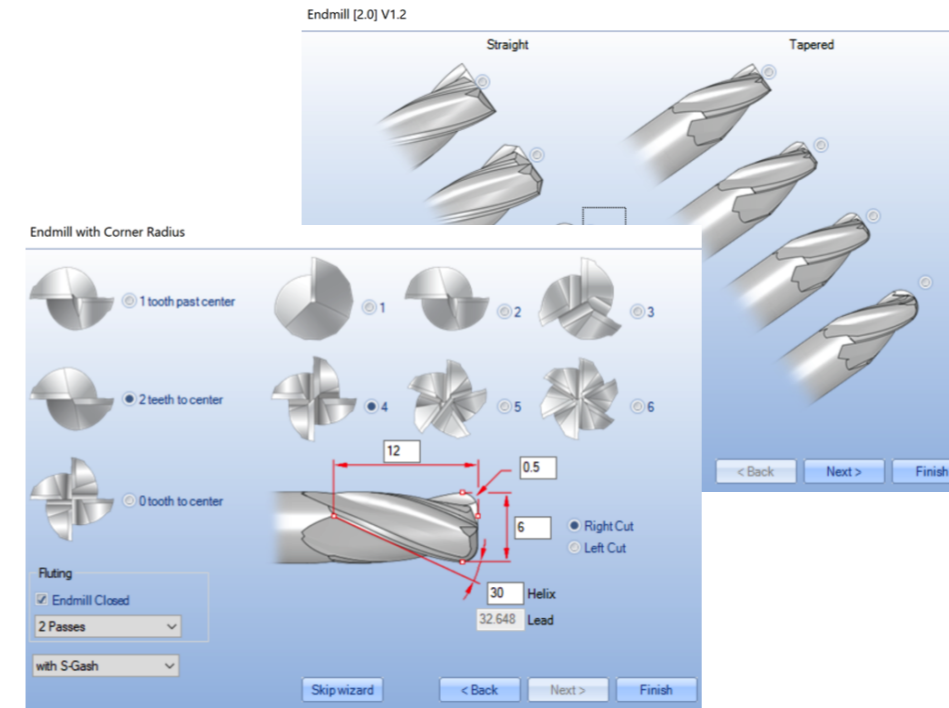 Endmill [2.0] V1.2
Straight
Tapered
< Back
Next >
Finish
Endmill with Corner Radius
1 tooth past center
1
2
3
2 teeth to center
4
5
6
12
0.5
0 tooth to center
6
Right Cut
Left Cut
Fluting
Endmill Closed
30 Helix
2 Passes
32.648 Lead
with S-Gash
Skip wizard
< Back
Next >
Finish